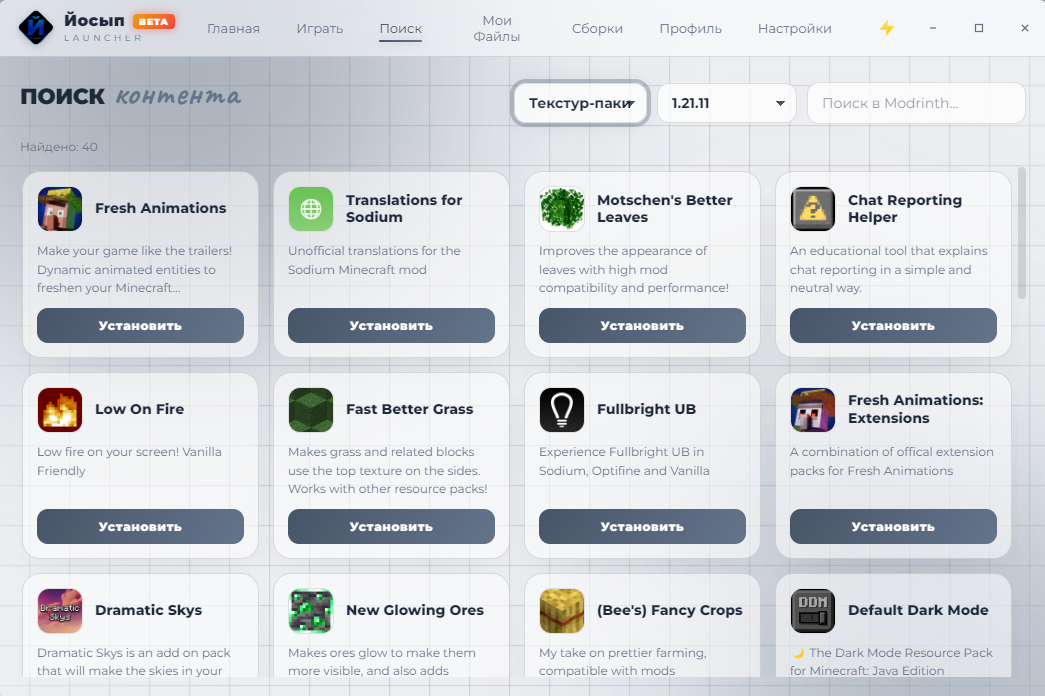 Йосып BETA
LAUNCHER
Главная
Играть
Поиск
Мои
Файлы
Сборки
Профиль
Настройки
ПОИСК контента
Текстур-паки
1.21.11
Поиск в Modrinth...
Найдено: 40
Fresh Animations
Make your game like the trailers!
Dynamic animated entities to
freshen your Minecraft...
Установить
Translations for
Sodium
Unofficial translations for the
Sodium Minecraft mod
Установить
Motschen's Better
Leaves
Improves the appearance of
leaves with high mod
compatibility and performance!
Установить
Chat Reporting
Helper
An educational tool that explains
chat reporting in a simple and
neutral way.
Установить
Low On Fire
Low fire on your screen! Vanilla
Friendly
Установить
Fast Better Grass
Makes grass and related blocks
use the top texture on the sides.
Works with other resource packs!
Установить
Fullbright UB
Experience Fullbright UB in
Sodium, Optifine and Vanilla
Установить
Fresh Animations:
Extensions
A combination of offical extension
packs for Fresh Animations
Установить
Dramatic
Skys
Dramatic Skys
Dramatic Skys is an add on pack
that will make the skies in your
New Glowing Ores
Makes ores glow to make them
more visible, and also adds
(Bee's) Fancy Crops
My take on prettier farming,
compatible with mods
DDM
Default Dark Mode
🌙 The Dark Mode Resource Pack
for Minecraft: Java Edition